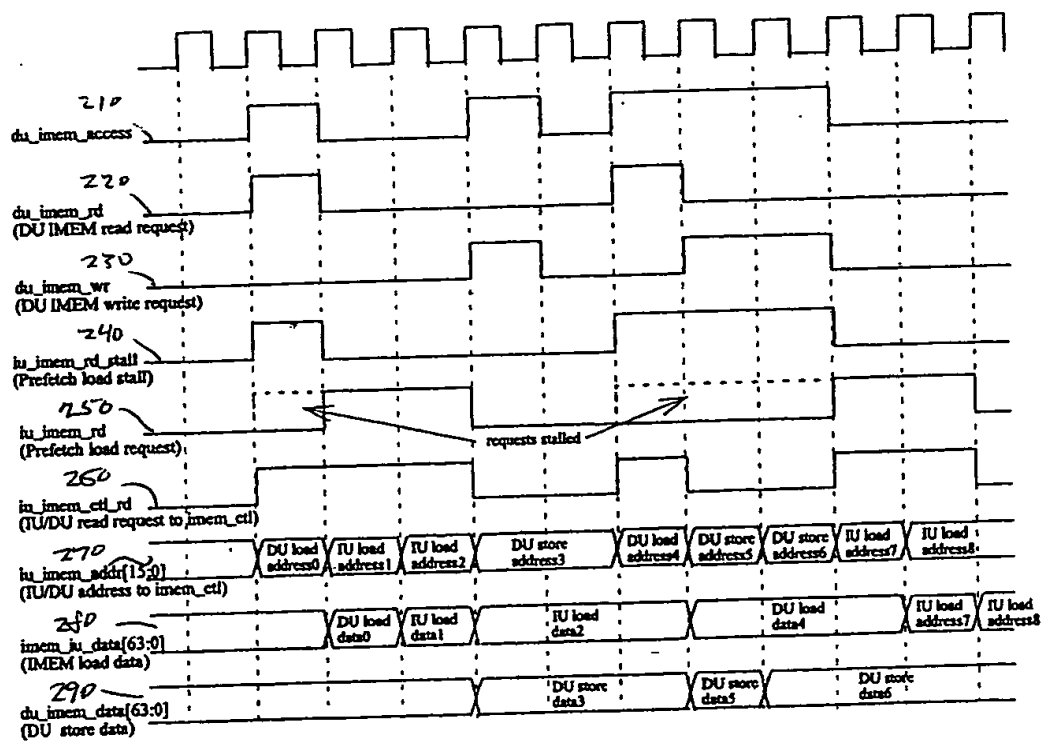 210
du_imem_access
220
du_imem_rd
(DU IMEM read request)
230
du_imem_wr
(DU IMEM write request)
240
iu_imem_rd_stall
(Prefetch load stall)
250
iu_imem_rd
(Prefetch load request)
requests stalled
260
iu_imem_ctl_rd
(IU/DU read request to imem_ctl)
270
iu_imem_addr[15:0]
(IU/DU address to imem_ctl)
DU load address0
IU load address1
IU load address2
DU store address3
DU load address4
DU store address5
DU store address6
IU load address7
IU load address8
280
imem_iu_data[63:0]
(IMEM load data)
DU load data0
IU load data1
IU load data2
DU load data4
IU load address7
IU load address8
290
du_imem_data[63:0]
(DU store data)
DU store data3
DU store data5
DU store data6